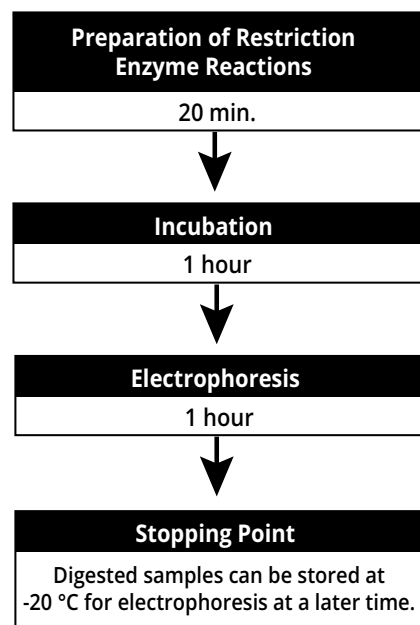 Preparation of Restriction
Enzyme Reactions
20 min.
Incubation
1 hour
Electrophoresis
1 hour
Stopping Point
Digested samples can be stored at
-20 °C for electrophoresis at a later time.